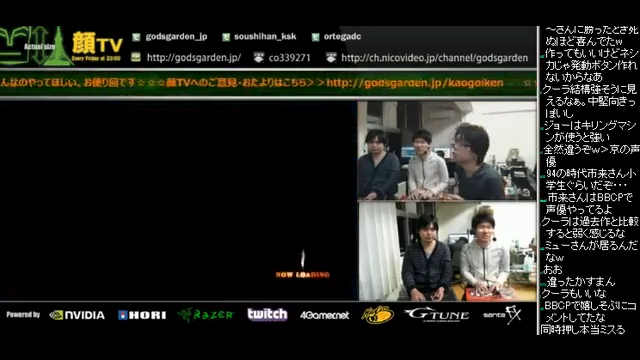 Actual size
顔TV
Every Friday at 23:00
godsgarden_jp
soushihan_ksk
ortegadc
http://godsgarden.jp/
co339271
http://ch.nicovideo.jp/channel/godsgarden
んなのやってほしい、お便り回です☆☆☆顔TVへのご意見・おたよりはこちら＞＞http://godsgarden.jp/kaogoiken
NOW LOADING
Powered by
NVIDIA
HORI
RAZER
twitch
4Gamer.net
G-TUNE
～さんに勝ったとき死
ぬほど喜んでたw
作ってもいいけどネシ
カじゃ発動ボタン作れ
ないからなあ
クーラ結構強そうに見
えるなぁ。中堅向きっ
ぽいし
ジョーはキリングマシ
ーンが使うと強い
全然違うぞw＞京の声
優
94の時代市来さん小
学生ぐらいだぞ・・・
市来さんはBBCPで
声優やってるよ
クーラは過去作と比較
すると弱く感じるな
ミューさんが居るんだ
なw
おお
違ったかすまん
クーラもいいな
BBCPで嬉しそぶにコ
メントしてたな
同時押し本当ミスる